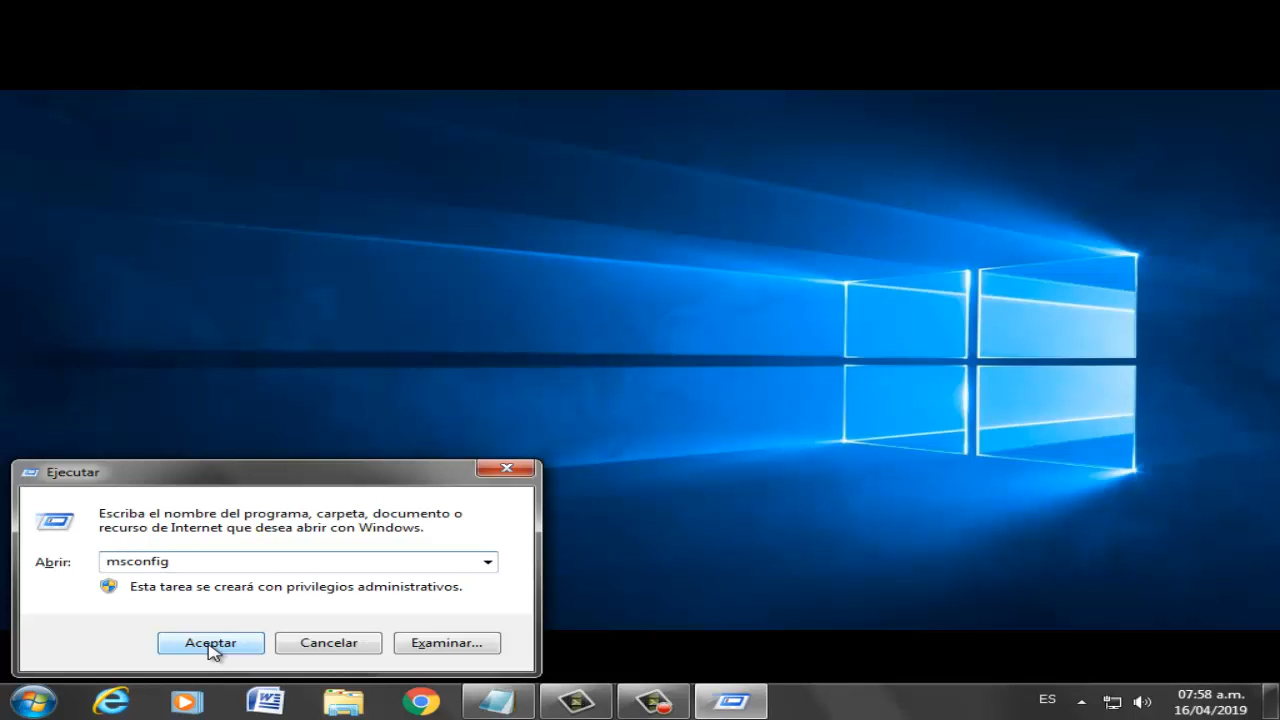 Ejecutar
Escriba el nombre del programa, carpeta, documento o
recurso de Internet que desea abrir con Windows.
Abrir:
msconfig
Esta tarea se creará con privilegios administrativos.
Aceptar
Cancelar
Examinar...
ES
07:58 a.m.
16/04/2019